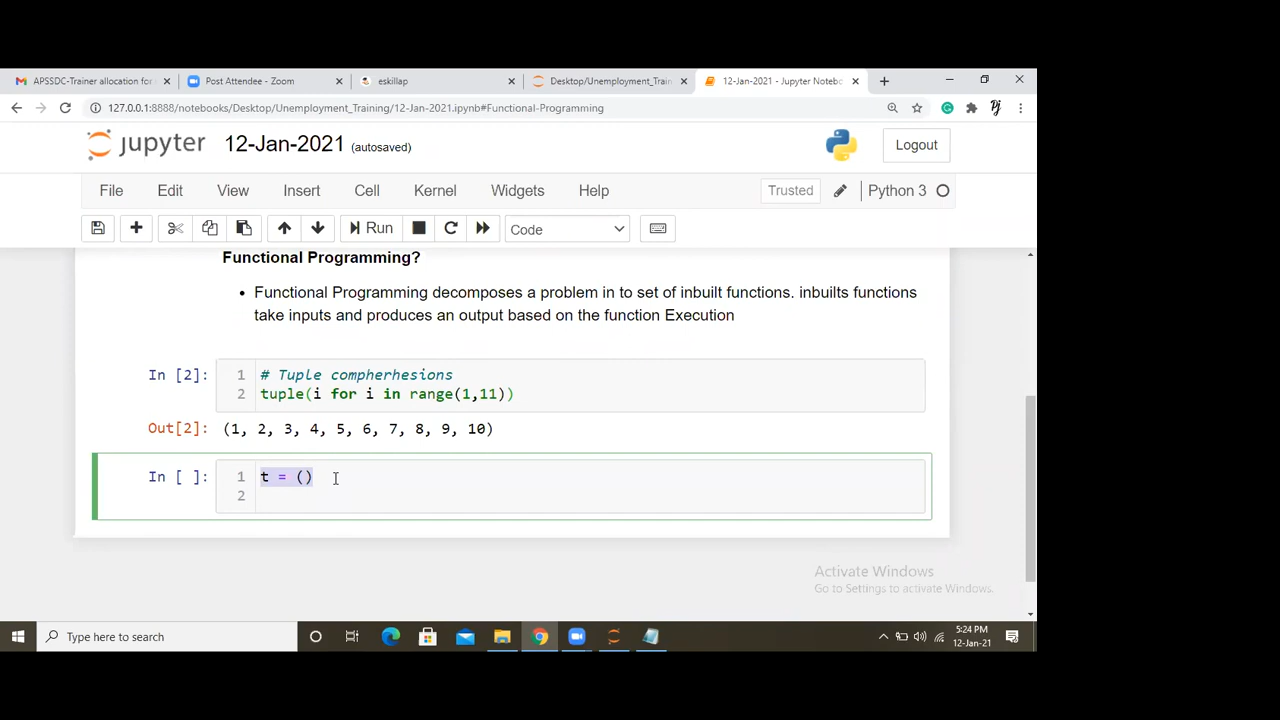 APSSDC-Trainer allocation for
Post Attendee - Zoom
eskillap
Desktop/Unemployment_Train
12-Jan-2021 - Jupyter Notebo
127.0.0.1:8888/notebooks/Desktop/Unemployment_Training/12-Jan-2021.ipynb#Functional-Programming
jupyter 12-Jan-2021 (autosaved)
Logout
File Edit View Insert Cell Kernel Widgets Help
Trusted Python 3
Run Code
Functional Programming?
• Functional Programming decomposes a problem in to set of inbuilt functions. inbuilts functions
take inputs and produces an output based on the function Execution
In [2]: 1 # Tuple compherhesions
2 tuple(i for i in range(1,11))
Out[2]: (1, 2, 3, 4, 5, 6, 7, 8, 9, 10)
In [ ]: 1 t = ()
2
Activate Windows
Go to Settings to activate Windows.
Type here to search
5:24 PM
12-Jan-21